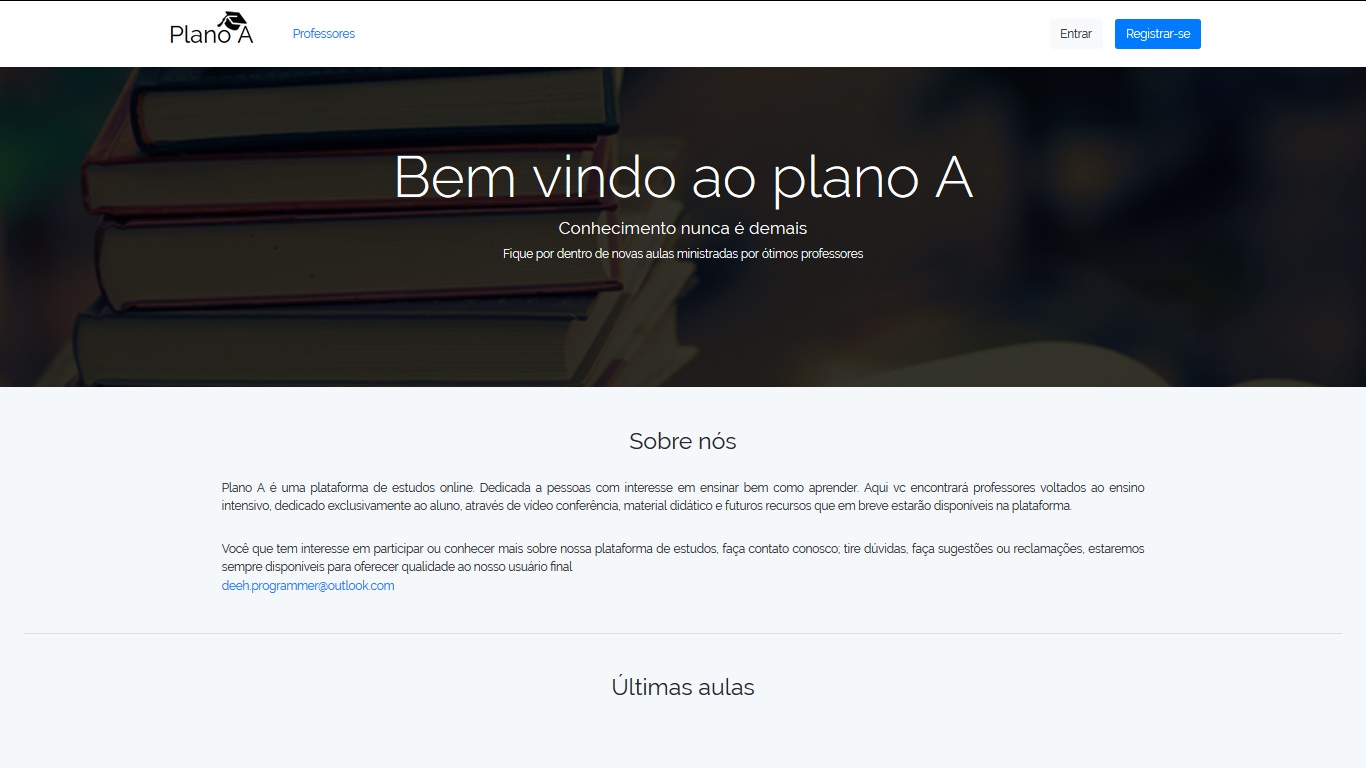 Plano A
Professores
Entrar
Registrar-se
Bem vindo ao plano A
Conhecimento nunca é demais
Fique por dentro de novas aulas ministradas por ótimos professores
Sobre nós
Plano A é uma plataforma de estudos online. Dedicada a pessoas com interesse em ensinar bem como aprender. Aqui vc encontrará professores voltados ao ensino
intensivo, dedicado exclusivamente ao aluno, através de vídeo conferência, material didático e futuros recursos que em breve estarão disponíveis na plataforma.
Você que tem interesse em participar ou conhecer mais sobre nossa plataforma de estudos, faça contato conosco; tire dúvidas, faça sugestões ou reclamações, estaremos
sempre disponíveis para oferecer qualidade ao nosso usuário final
deeh.programmer@outlook.com
Últimas aulas